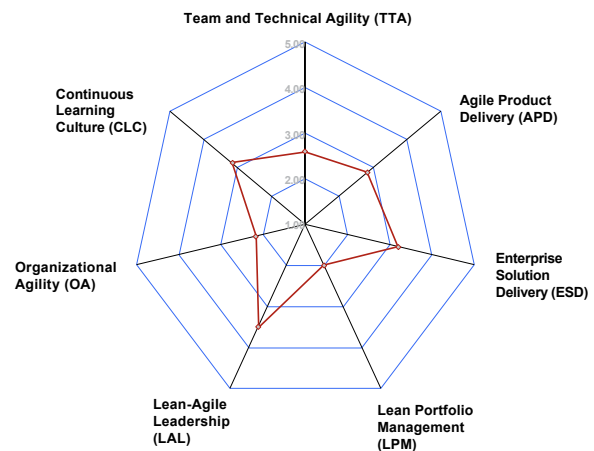 Team and Technical Agility (TTA)
5.00
Continuous
Learning
Culture (CLC)
4.00
Agile Product
Delivery (APD)
3.00
2.00
1.00
Organizational
Agility (OA)
Enterprise
Solution
Delivery (ESD)
Lean-Agile
Leadership
(LAL)
Lean Portfolio
Management
(LPM)